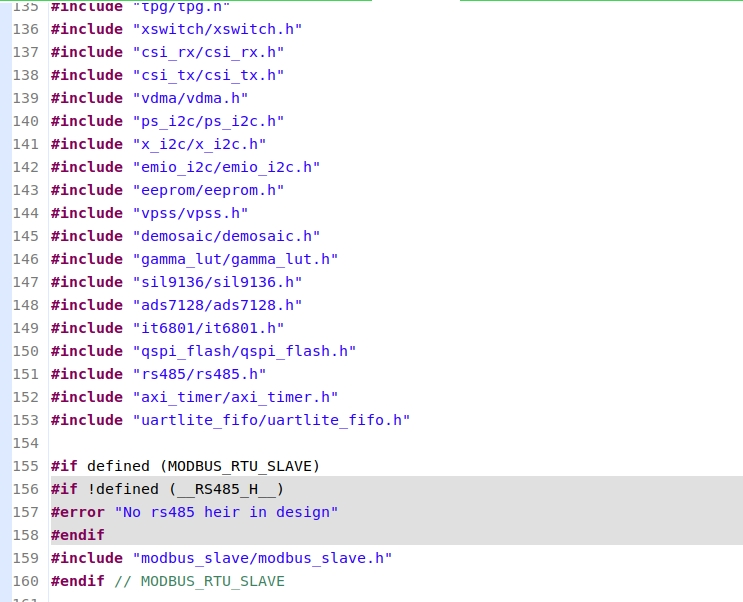 135 #include "tpg/tpg.h"
136 #include "xswitch/xswitch.h"
137 #include "csi_rx/csi_rx.h"
138 #include "csi_tx/csi_tx.h"
139 #include "vdma/vdma.h"
140 #include "ps_i2c/ps_i2c.h"
141 #include "x_i2c/x_i2c.h"
142 #include "emio_i2c/emio_i2c.h"
143 #include "eeprom/eeprom.h"
144 #include "vpss/vpss.h"
145 #include "demosaic/demosaic.h"
146 #include "gamma_lut/gamma_lut.h"
147 #include "sil9136/sil9136.h"
148 #include "ads7128/ads7128.h"
149 #include "it6801/it6801.h"
150 #include "qspi_flash/qspi_flash.h"
151 #include "rs485/rs485.h"
152 #include "axi_timer/axi_timer.h"
153 #include "uartlite_fifo/uartlite_fifo.h"
154
155 #if defined (MODBUS_RTU_SLAVE)
156 #if !defined (__RS485_H__)
157 #error "No rs485 heir in design"
158 #endif
159 #include "modbus_slave/modbus_slave.h"
160 #endif // MODBUS_RTU_SLAVE
161